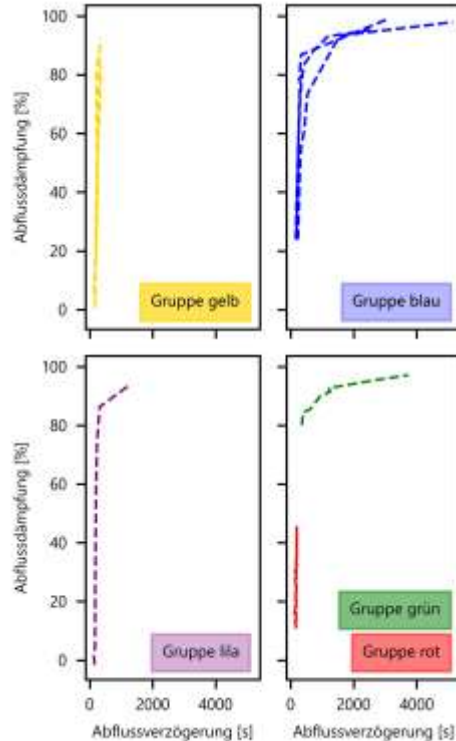 100
80
60
40
20
0
Abflussdämpfung [%]
Gruppe gelb
Gruppe blau
100
80
60
40
20
0
Abflussdämpfung [%]
Gruppe lila
Gruppe grün
Gruppe rot
0 2000 4000
0 2000 4000
Abflussverzögerung [s]
Abflussverzögerung [s]